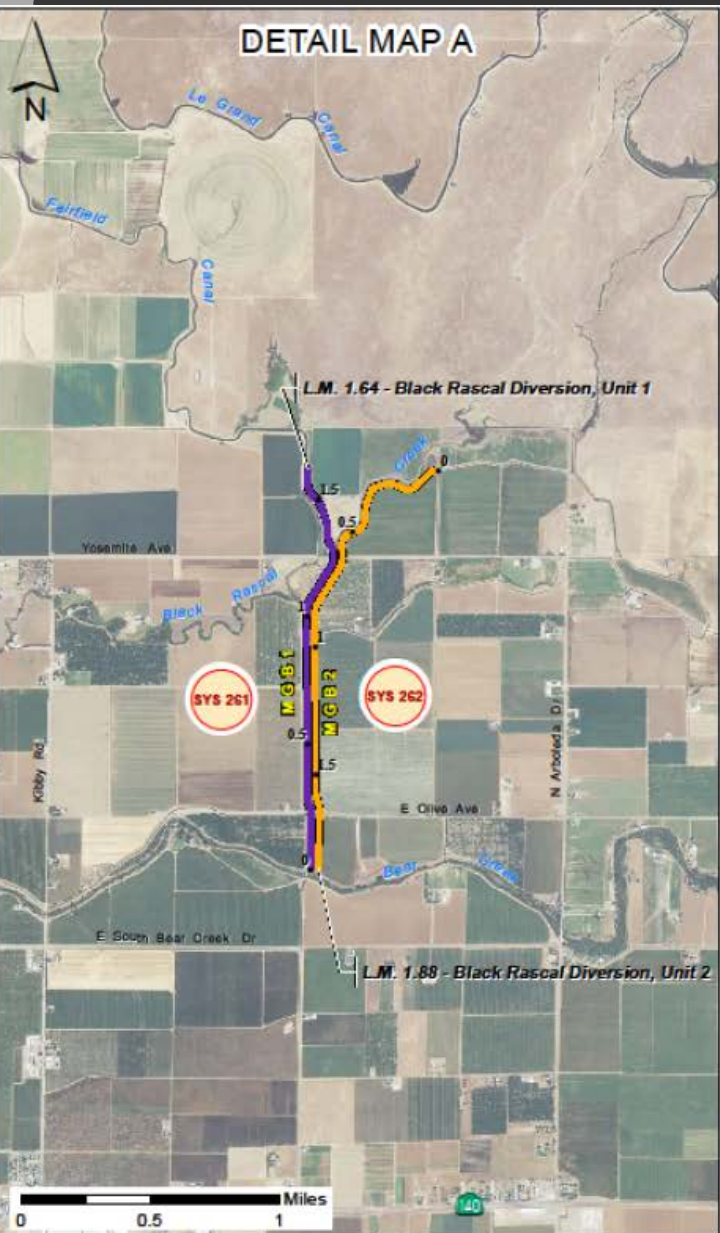 DETAIL MAP A
N
Le Grand Canal
Fairfield Canal
L.M. 1.64 - Black Rascal Diversion, Unit 1
Creek
0
1.5
0.5
Yosemite Ave
Black Rascal
1
1
MGB1
MGB2
SYS 261
SYS 262
0.5
1.5
Kibby Rd
N Arboleda Dr
E Olive Ave
0
Bear Creek
E South Bear Creek Dr
L.M. 1.88 - Black Rascal Diversion, Unit 2
140
Miles
0 0.5 1